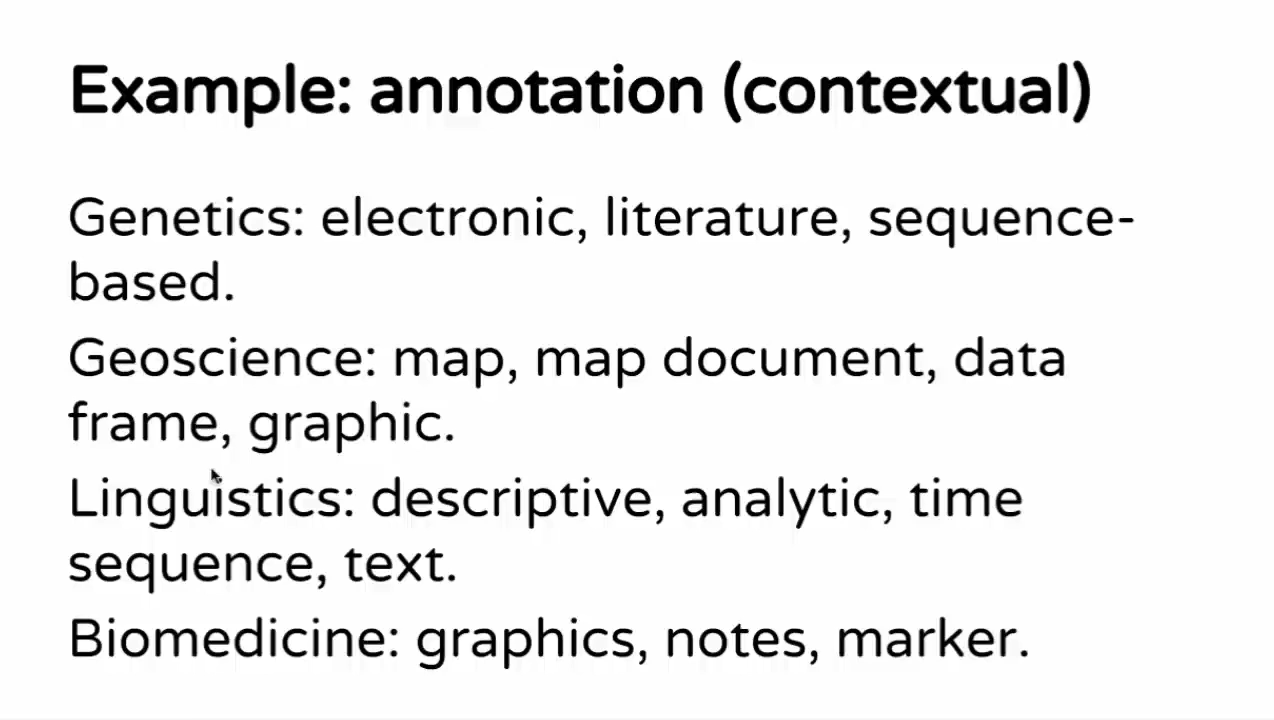 Example: annotation (contextual)
Genetics: electronic, literature, sequence-
based.
Geoscience: map, map document, data
frame, graphic.
Linguistics: descriptive, analytic, time
sequence, text.
Biomedicine: graphics, notes, marker.